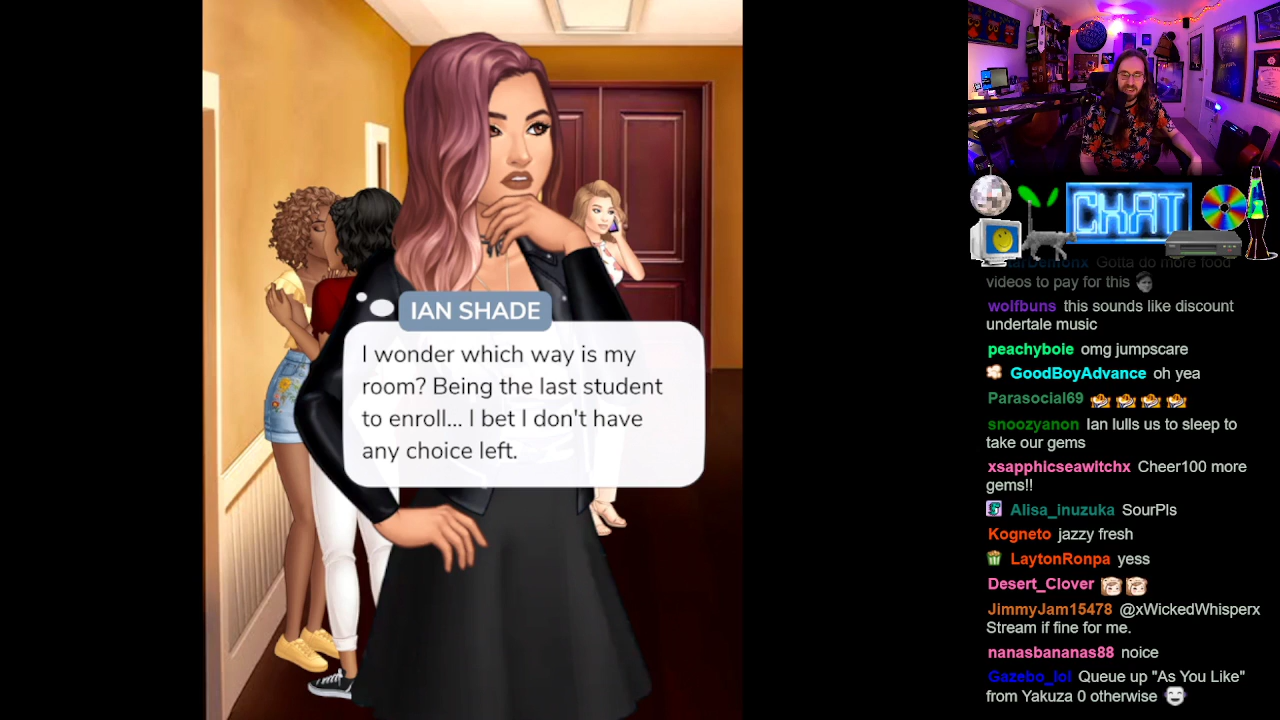 IAN SHADE
I wonder which way is my
room? Being the last student
to enroll... I bet I don't have
any choice left.
CHAT
Gotta do more food
videos to pay for this
wolfbuns this sounds like discount
undertale music
peachyboie omg jumpscare
GoodBoyAdvance oh yea
Parasocial69
snoozyanon Ian lulls us to sleep to
take our gems
xsapphicseawitchx Cheer100 more
gems!!
Alisa_inuzuka SourPls
Kogneto jazzy fresh
LaytonRonpa yess
Desert_Clover
JimmyJam15478 @xWickedWhisperx
Stream if fine for me.
nanasbananas88 noice
Gazebo_lol Queue up "As You Like"
from Yakuza 0 otherwise